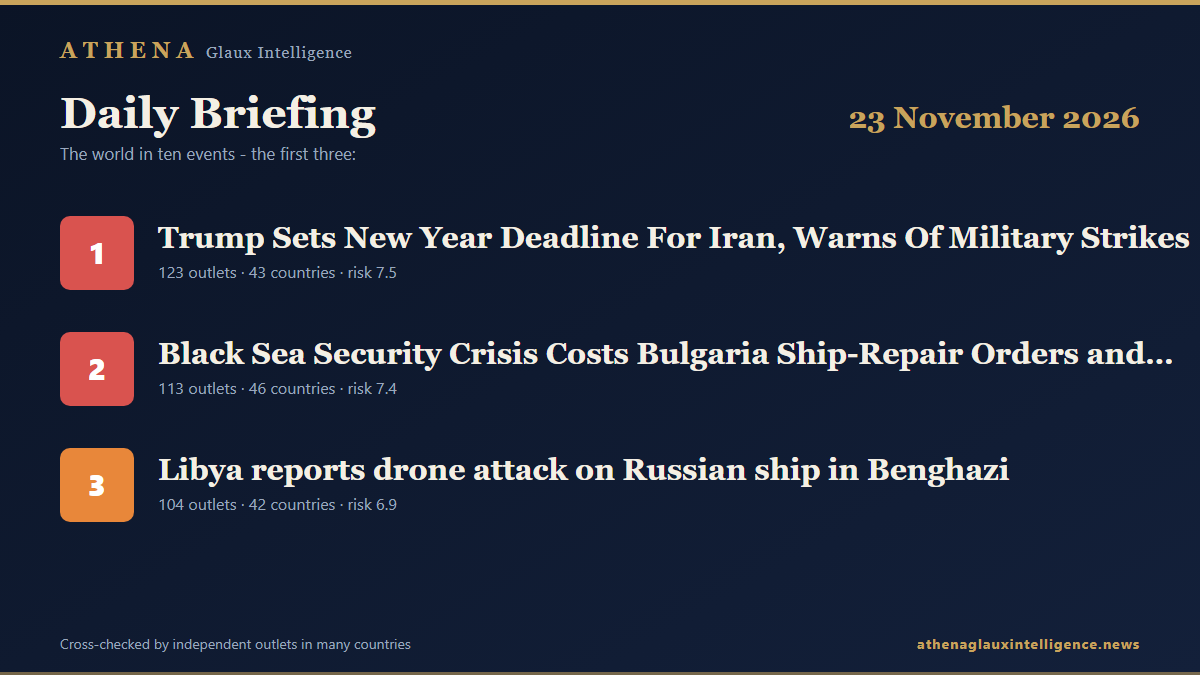 ATHENA Glaux Intelligence
Daily Briefing
23 November 2026
The world in ten events - the first three:
1
Trump Sets New Year Deadline For Iran, Warns Of Military Strikes
123 outlets · 43 countries · risk 7.5
2
Black Sea Security Crisis Costs Bulgaria Ship-Repair Orders and...
113 outlets · 46 countries · risk 7.4
3
Libya reports drone attack on Russian ship in Benghazi
104 outlets · 42 countries · risk 6.9
Cross-checked by independent outlets in many countries
athenaglauxintelligence.news